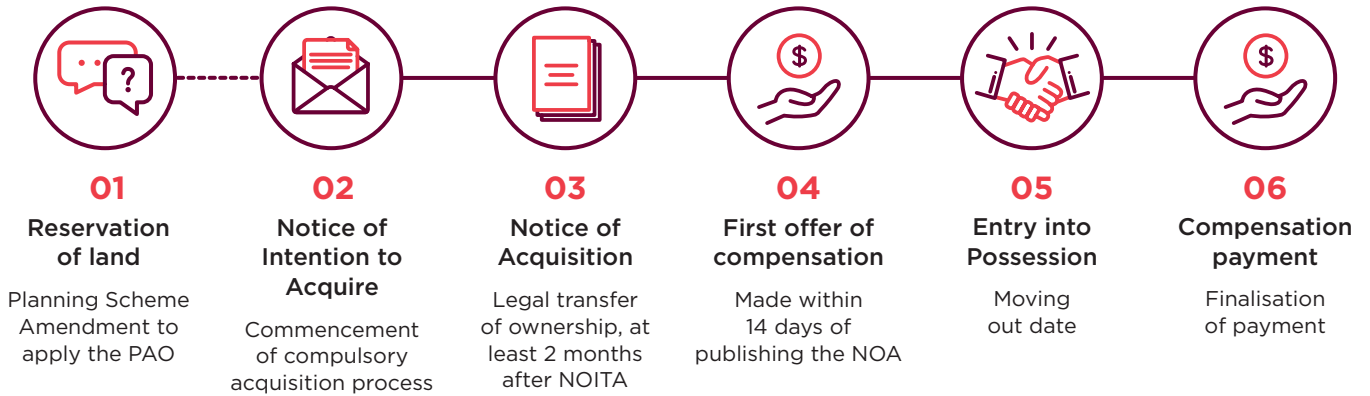 ?
$
$
01
Reservation
of land
Planning Scheme
Amendment to
apply the PAO
02
Notice of
Intention to
Acquire
Commencement
of compulsory
acquisition process
03
Notice of
Acquisition
Legal transfer
of ownership, at
least 2 months
after NOITA
04
First offer of
compensation
Made within
14 days of
publishing the NOA
05
Entry into
Possession
Moving
out date
06
Compensation
payment
Finalisation
of payment